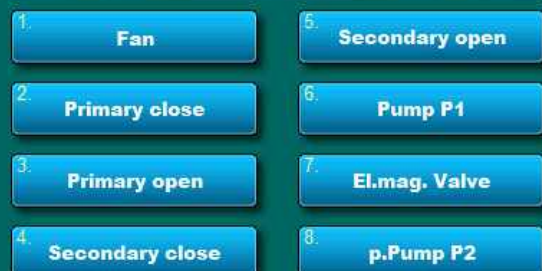 1. Fan
2. Primary close
3. Primary open
4. Secondary close
5. Secondary open
6. Pump P1
7. El.mag. Valve
8. p.Pump P2